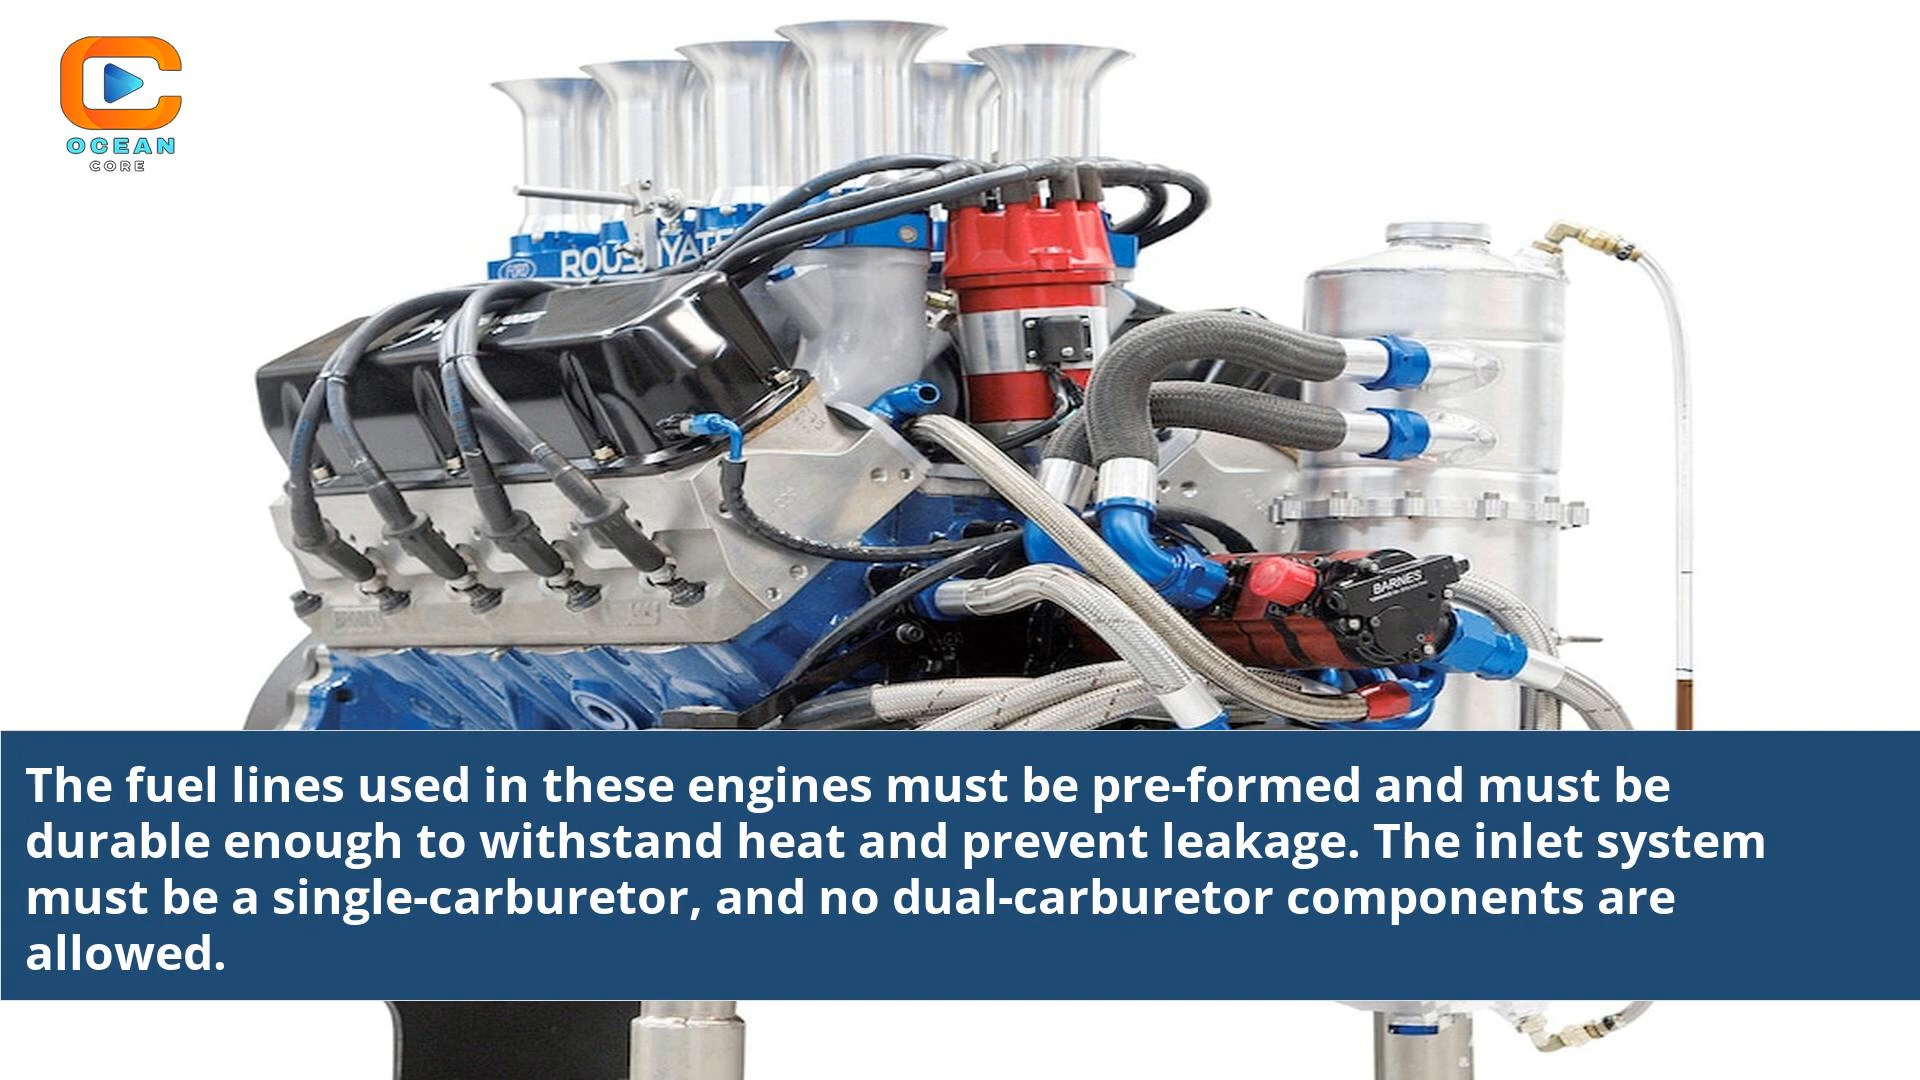 OCEAN
CORE
Ford
ROUSH YATES
BARNES
The fuel lines used in these engines must be pre-formed and must be
durable enough to withstand heat and prevent leakage. The inlet system
must be a single-carburetor, and no dual-carburetor components are
allowed.